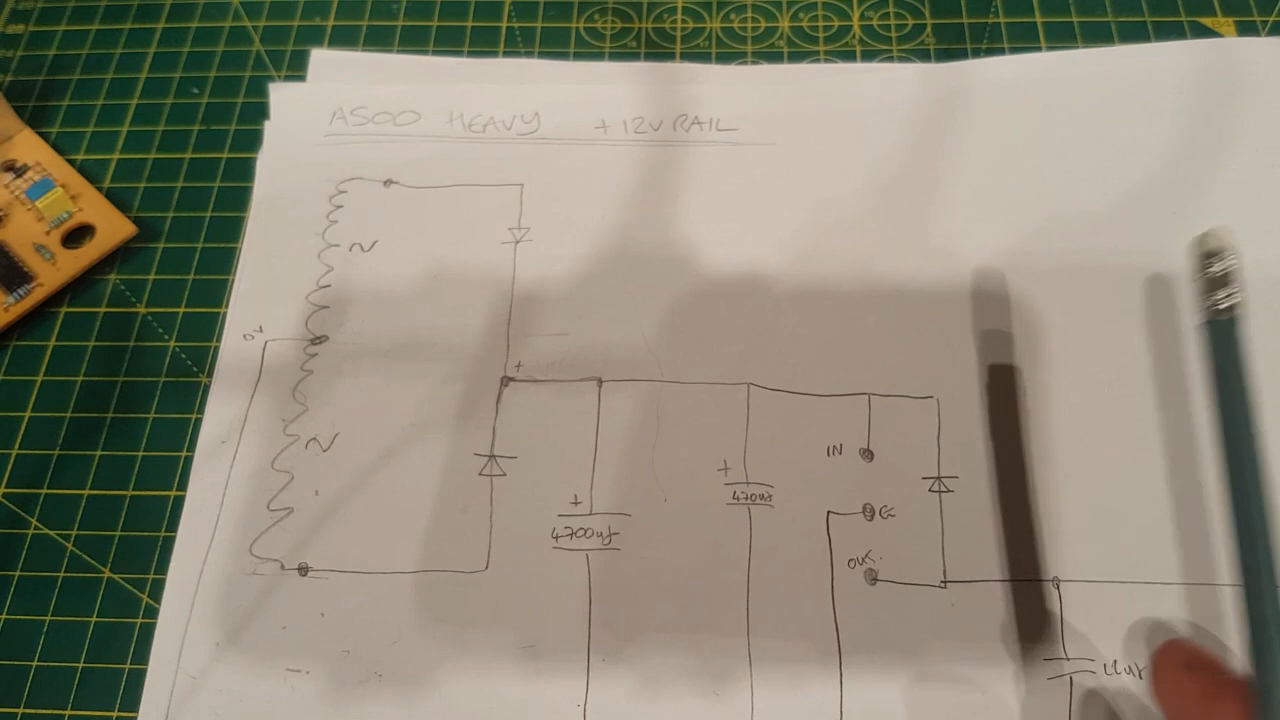 A500 HEAVY +12V RAIL
~
0V
~
+
IN
+
470uf
+
4700uf
G
OUT